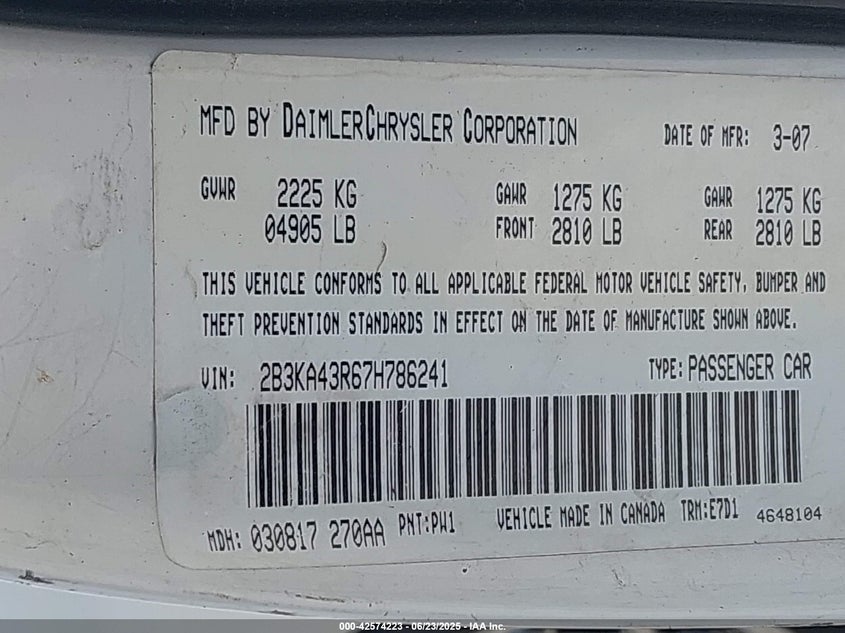 MFD BY DAIMLERCHRYSLER CORPORATION DATE OF MFR: 3-07
GVWR 2225 KG GAWR 1275 KG GAWR 1275 KG
04905 LB FRONT 2810 LB REAR 2810 LB
THIS VEHICLE CONFORMS TO ALL APPLICABLE FEDERAL MOTOR VEHICLE SAFETY, BUMPER AND
THEFT PREVENTION STANDARDS IN EFFECT ON THE DATE OF MANUFACTURE SHOWN ABOVE.
VIN: 2B3KA43R67H786241 TYPE: PASSENGER CAR
MDH: 030817 270AA PNT:PW1 VEHICLE MADE IN CANADA TRM:E7D1 4648104
000-42574223 - 06/23/2025 - IAA Inc.